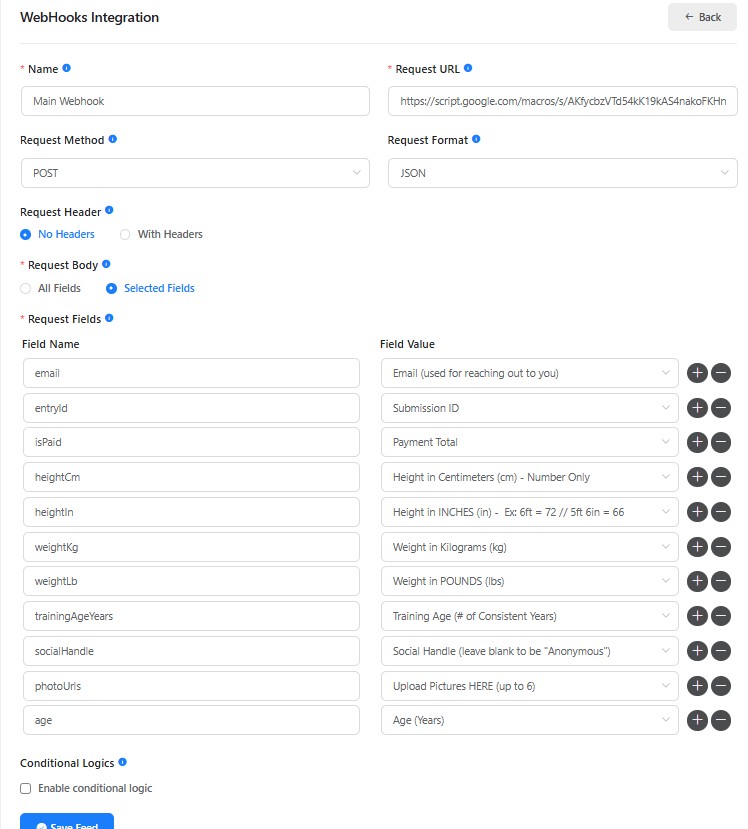 WebHooks Integration
← Back
* Name
* Request URL
Main Webhook
https://script.google.com/macros/s/AKfycbzVTd54kK19kAS4nakoFKHn
Request Method
Request Format
POST
JSON
Request Header
No Headers
With Headers
* Request Body
All Fields
Selected Fields
* Request Fields
Field Name
Field Value
email
Email (used for reaching out to you)
entryId
Submission ID
isPaid
Payment Total
heightCm
Height in Centimeters (cm) - Number Only
heightIn
Height in INCHES (in) - Ex: 6ft = 72 // 5ft 6in = 66
weightKg
Weight in Kilograms (kg)
weightLb
Weight in POUNDS (lbs)
trainingAgeYears
Training Age (# of Consistent Years)
socialHandle
Social Handle (leave blank to be "Anonymous")
photoUrls
Upload Pictures HERE (up to 6)
age
Age (Years)
Conditional Logics
Enable conditional logic
Save Feed